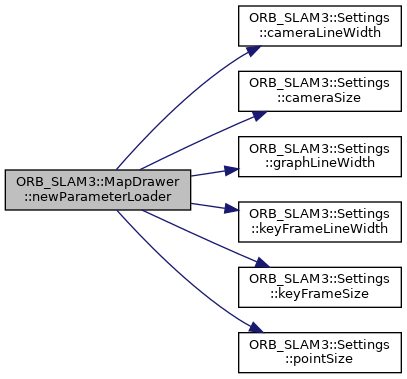 ORB_SLAM3::MapDrawer
::newParameterLoader
ORB_SLAM3::Settings
::cameraLineWidth
ORB_SLAM3::Settings
::cameraSize
ORB_SLAM3::Settings
::graphLineWidth
ORB_SLAM3::Settings
::keyFrameLineWidth
ORB_SLAM3::Settings
::keyFrameSize
ORB_SLAM3::Settings
::pointSize